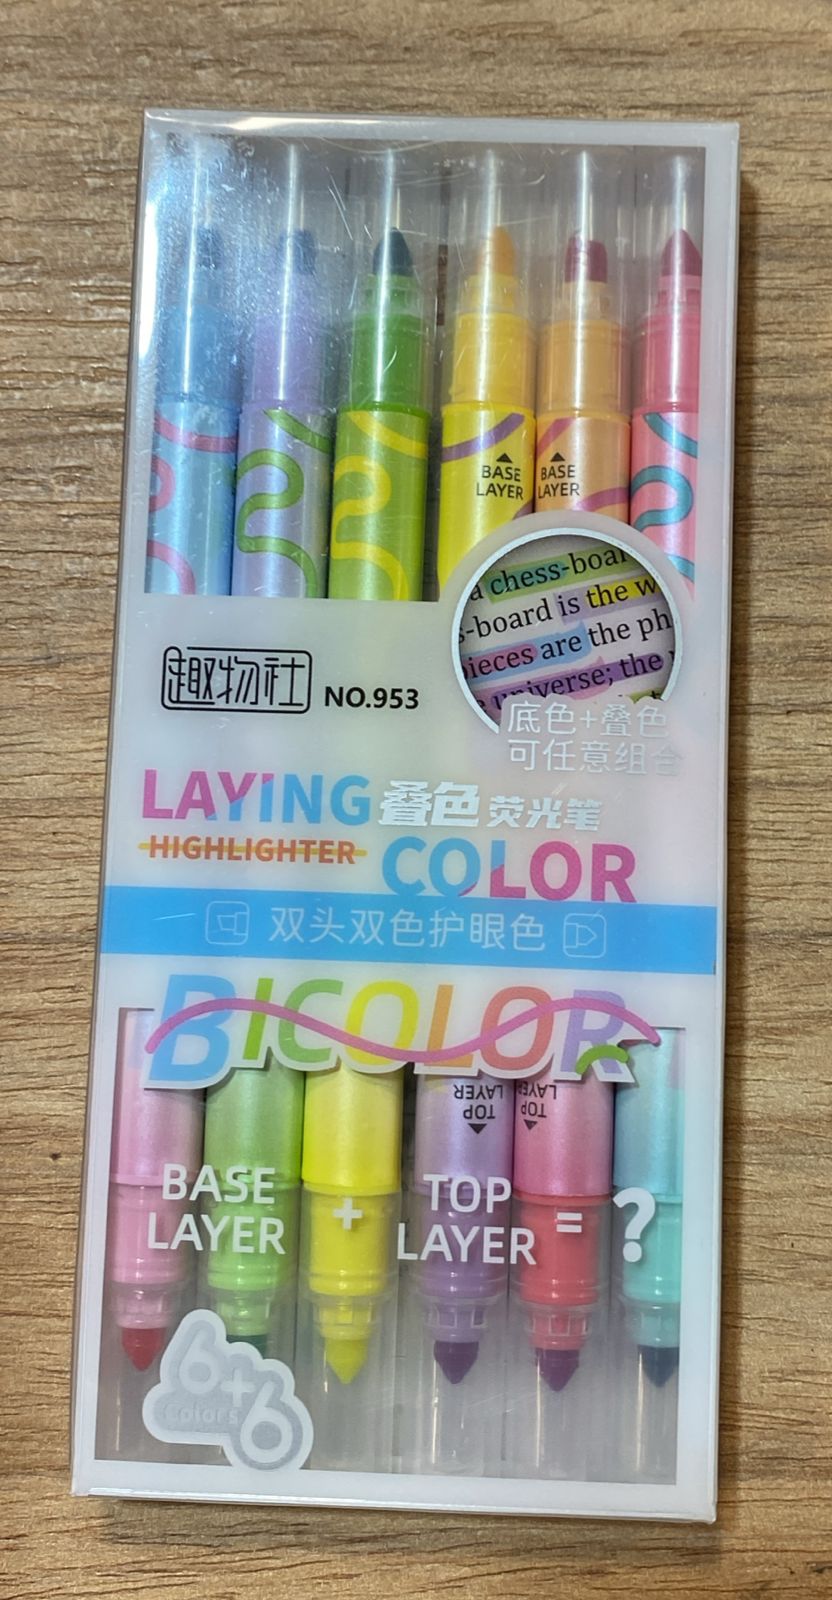 BASE
LAYER
BASE
LAYER
a chess-boar
s-board is the w
pieces are the ph
universe; the
趣物社 NO.953
底色+叠色
可任意组合
LAYING 叠色荧光笔
HIGHLIGHTER COLOR
双头双色护眼色
BICOLOR
TOP
LAYER
TOP
LAYER
BASE
LAYER
+
TOP
LAYER
= ?
6+6
Colors